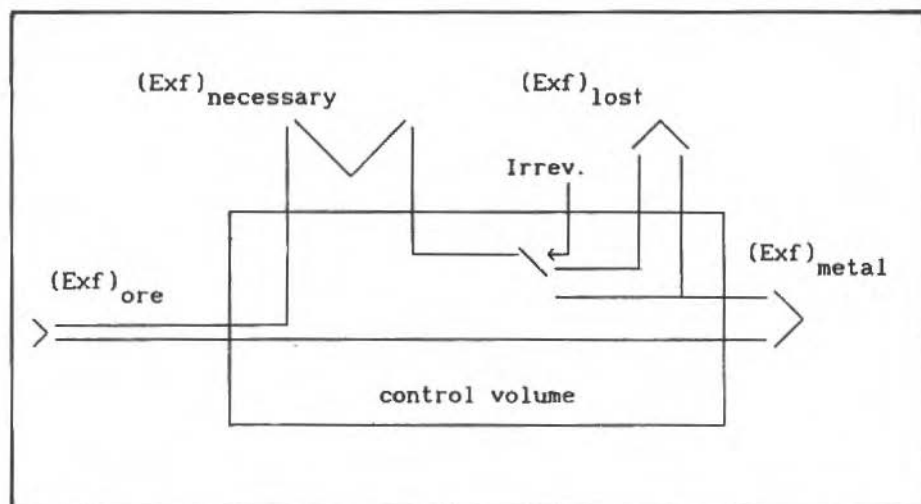 (Exf)necessary
(Exf)lost
Irrev.
(Exf)ore
(Exf)metal
control volume